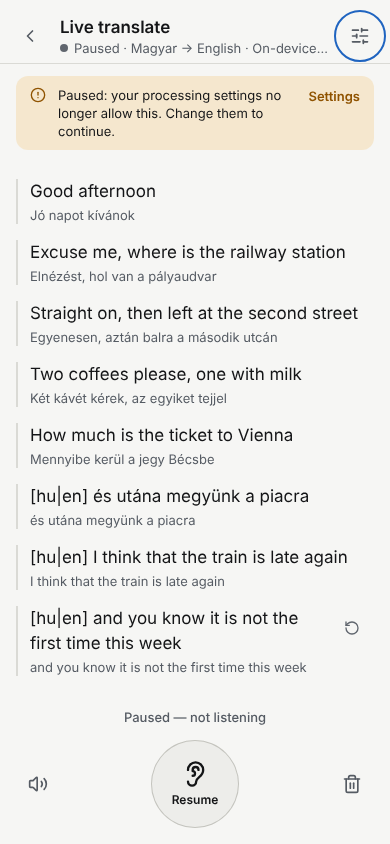 Live translate
Paused · Magyar → English · On-device...
Paused: your processing settings no
longer allow this. Change them to
continue.
Settings
Good afternoon
Jó napot kívánok
Excuse me, where is the railway station
Elnézést, hol van a pályaudvar
Straight on, then left at the second street
Egyenesen, aztán balra a második utcán
Two coffees please, one with milk
Két kávét kérek, az egyiket tejjel
How much is the ticket to Vienna
Mennyibe kerül a jegy Bécsbe
[hu|en] és utána megyünk a piacra
és utána megyünk a piacra
[hu|en] I think that the train is late again
I think that the train is late again
[hu|en] and you know it is not the
first time this week
and you know it is not the first time this week
Paused — not listening
Resume